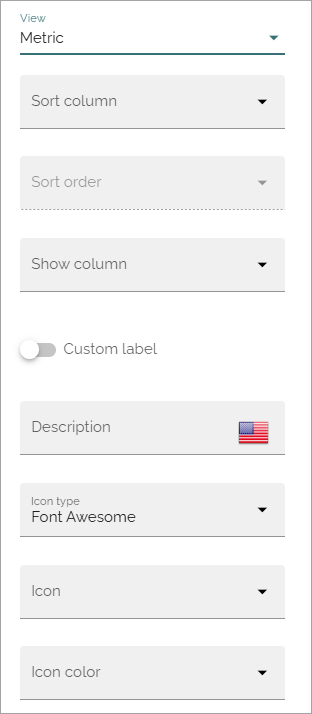 View
Metric
Sort column
Sort order
Show column
Custom label
Description
Icon type
Font Awesome
Icon
Icon color